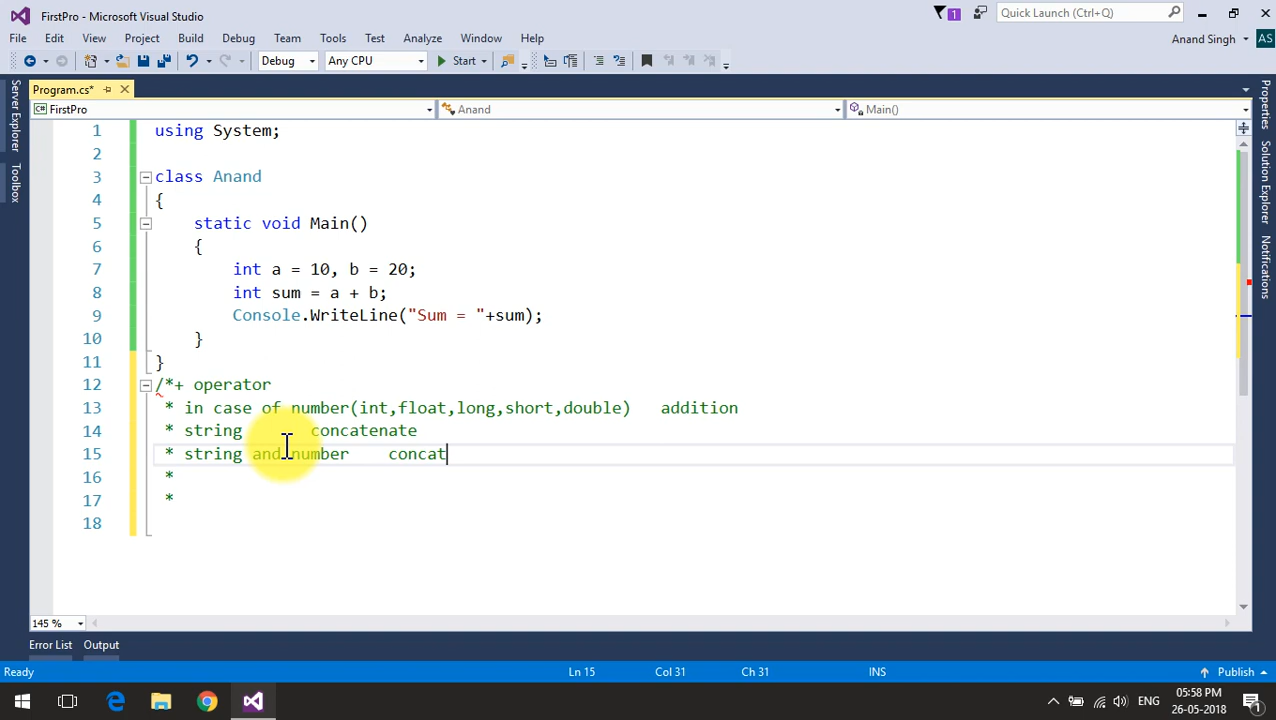 FirstPro - Microsoft Visual Studio
1
Quick Launch (Ctrl+Q)
File Edit View Project Build Debug Team Tools Test Analyze Window Help
Anand Singh AS
Debug Any CPU Start
Program.cs*
FirstPro Anand Main()
Server Explorer
Toolbox
Properties
Solution Explorer
Notifications
1 using System;
2
3 class Anand
4 {
5 static void Main()
6 {
7 int a = 10, b = 20;
8 int sum = a + b;
9 Console.WriteLine("Sum = "+sum);
10 }
11 }
12 /*+ operator
13 * in case of number(int,float,long,short,double) addition
14 * string concatenate
15 * string and number concat
16 *
17 *
18
145 %
Error List Output
Ready Ln 15 Col 31 Ch 31 INS Publish
ENG 05:58 PM
26-05-2018
1